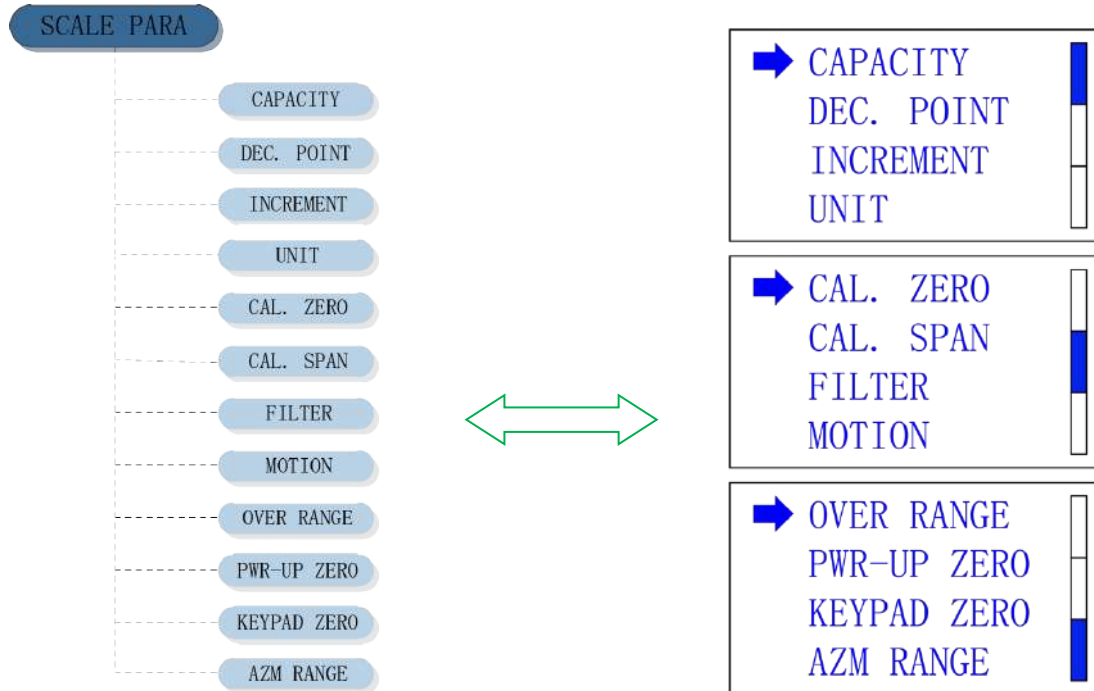 SCALE PARA
CAPACITY
DEC. POINT
INCREMENT
UNIT
CAL. ZERO
CAL. SPAN
FILTER
MOTION
OVER RANGE
PWR-UP ZERO
KEYPAD ZERO
AZM RANGE
CAPACITY
DEC. POINT
INCREMENT
UNIT
CAL. ZERO
CAL. SPAN
FILTER
MOTION
OVER RANGE
PWR-UP ZERO
KEYPAD ZERO
AZM RANGE